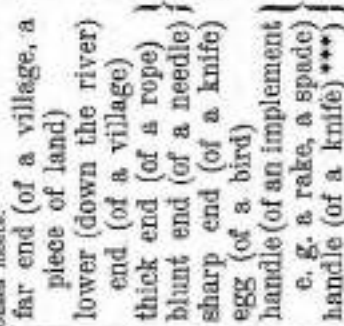 far end (of a village, a
piece of land)
lower (down the river)
end (of a village)
thick end (of a rope)
blunt end (of a needle)
sharp end (of a knife)
egg (of a bird)
handle (of an implement
e. g. a rake, a spade)
handle (of a knife) ****)